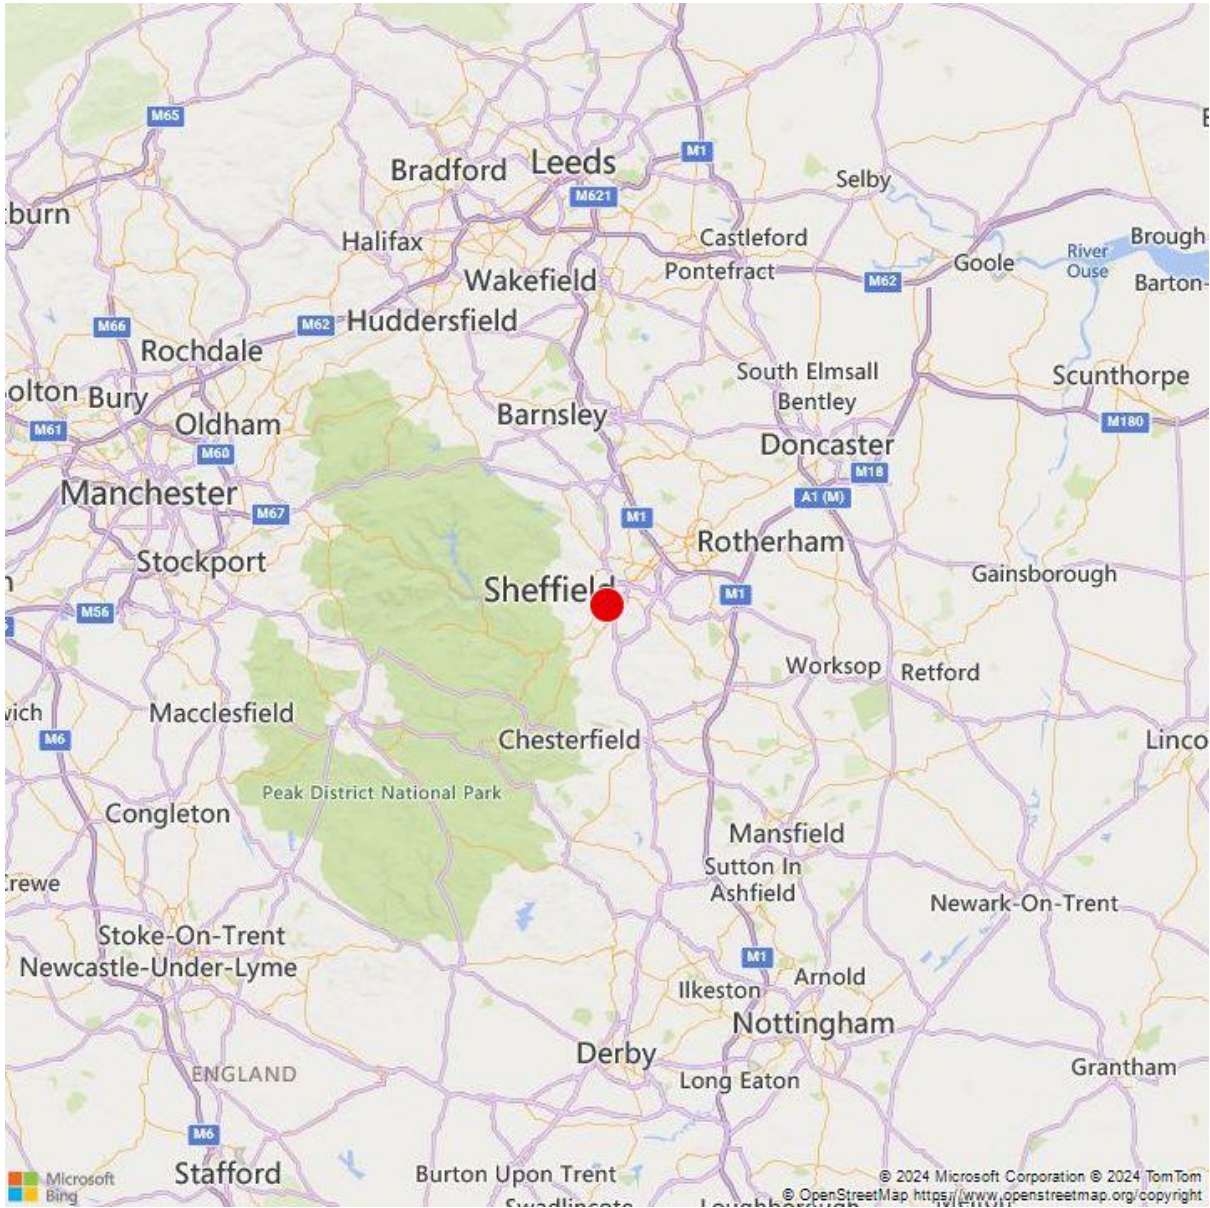 M65
Bradford
Leeds
M1
M621
Selby
burn
Halifax
Castleford
Brough
Wakefield
Pontefract
M62
Goole
River
Ouse
Barton-
M66
M62
Huddersfield
Rochdale
South Elmsall
Scunthorpe
olton
Bury
Barnsley
Bentley
M61
Oldham
M60
Doncaster
M180
M18
Manchester
M67
M1
A1 (M)
Stockport
Rotherham
Gainsborough
M56
Sheffield
M1
Worksop
Retford
wich
Macclesfield
M6
Chesterfield
Linco
Peak District National Park
Congleton
Mansfield
Sutton In
Ashfield
Crewe
Newark-On-Trent
Stoke-On-Trent
Newcastle-Under-Lyme
M1
Ilkeston
Arnold
Nottingham
Derby
ENGLAND
Long Eaton
Grantham
M6
Stafford
Burton Upon Trent
Microsoft
Bing
© 2024 Microsoft Corporation © 2024 TomTom
© OpenStreetMap https://www.openstreetmap.org/copyright